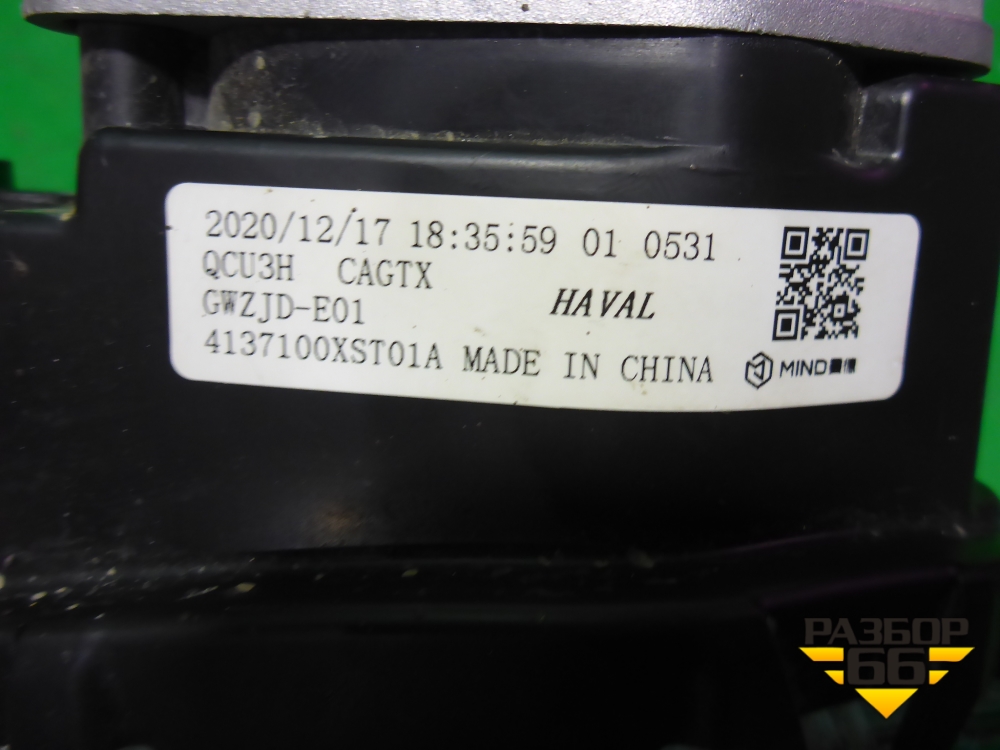 2020/12/17 18:35:59 01 0531
QCU3H CAGTX
GWZJD-E01 HAVAL
4137100XST01A MADE IN CHINA
MIND
РАЗБОР
66